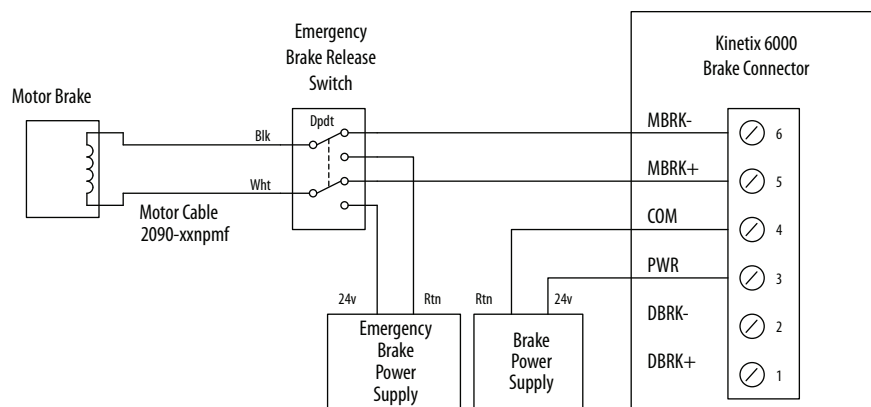 Emergency
Brake Release
Switch
Kinetix 6000
Brake Connector
Motor Brake
Dpdt
Blk
MBRK-
6
Wht
MBRK+
5
Motor Cable
2090-xxnpmf
COM
4
PWR
3
24v
Rtn
Rtn
24v
DBRK-
2
Emergency
Brake
Power
Supply
Brake
Power
Supply
DBRK+
1